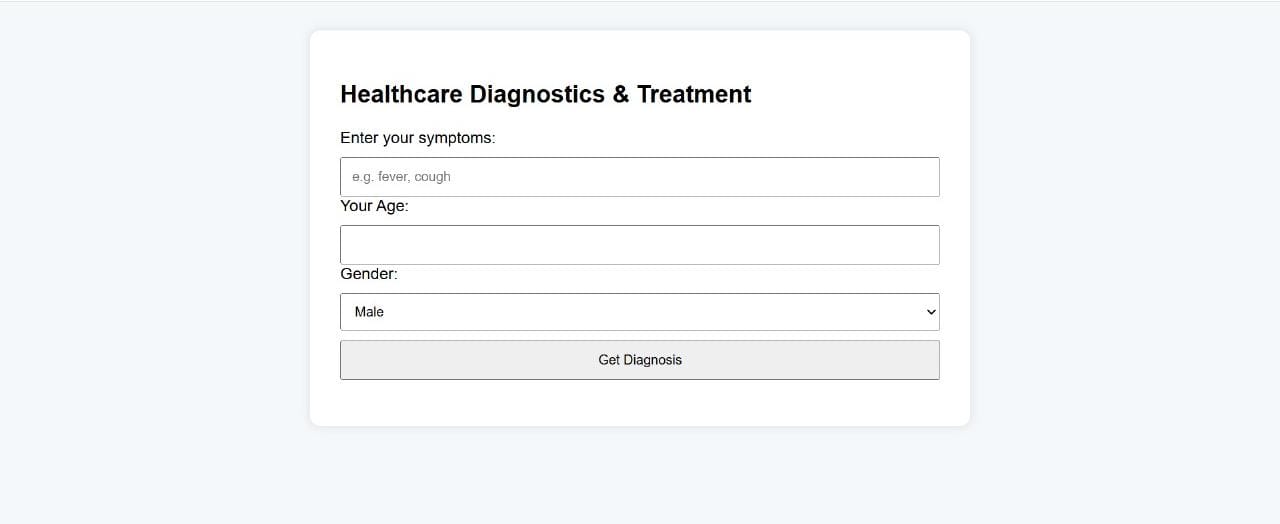 Healthcare Diagnostics & Treatment
Enter your symptoms:
e.g. fever, cough
Your Age:
Gender:
Male
Get Diagnosis